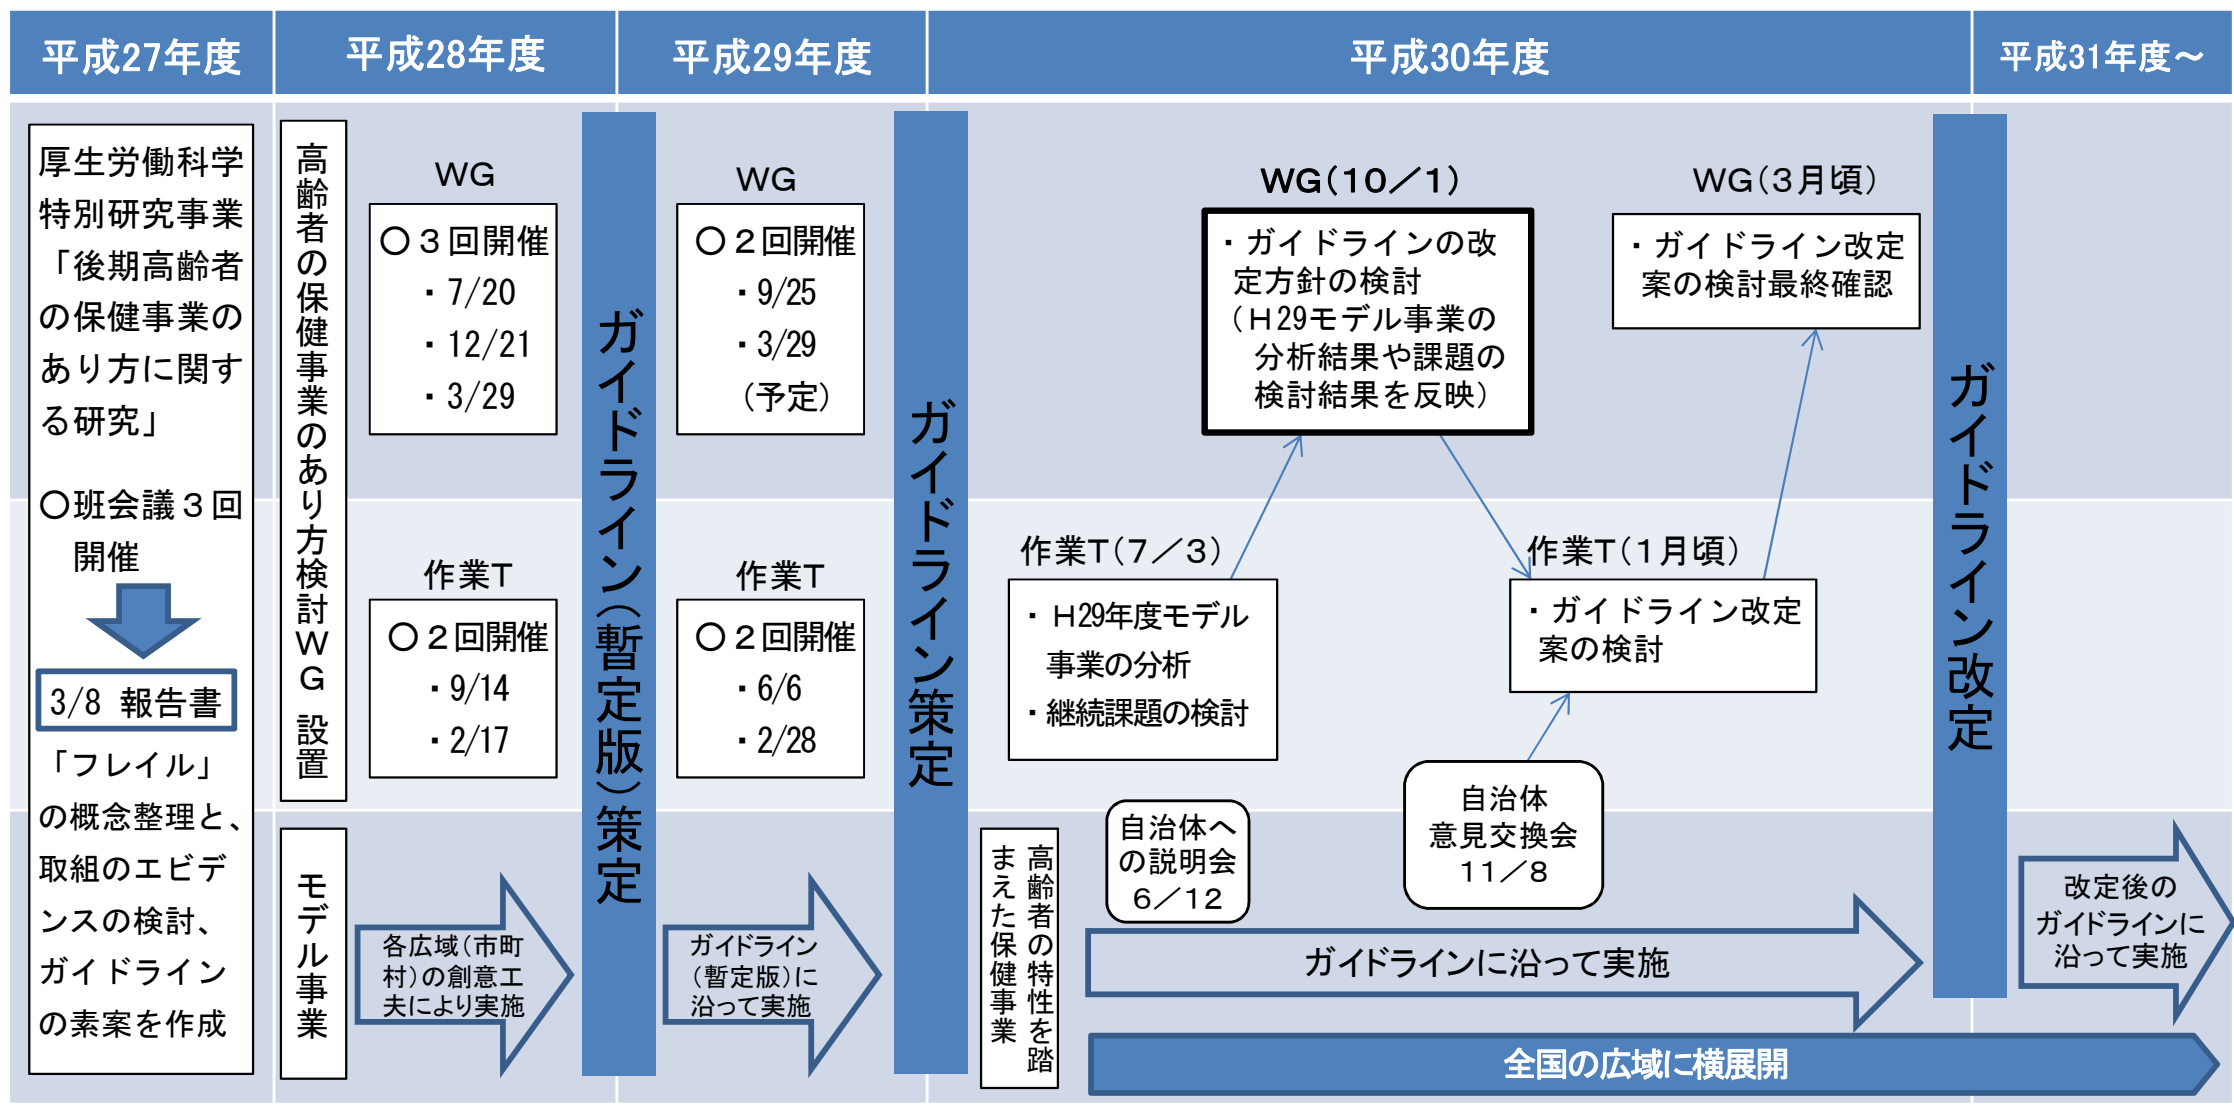 平成27年度
平成28年度
平成29年度
平成30年度
平成31年度～
厚生労働科学
特別研究事業
「後期高齢者
の保健事業の
あり方に関す
る研究」
〇班会議３回
開催
3/8 報告書
「フレイル」
の概念整理と、
取組のエビデ
ンスの検討、
ガイドライン
の素案を作成
高齢者の保健事業のあり方検討ＷＧ 設置
モデル事業
WG
〇３回開催
・7/20
・12/21
・3/29
作業T
〇２回開催
・9/14
・2/17
各広域（市町
村）の創意工
夫により実施
ガイドライン（暫定版）策定
WG
〇２回開催
・9/25
・3/29
（予定）
作業T
〇２回開催
・6/6
・2/28
ガイドライン
（暫定版）に
沿って実施
ガイドライン策定
WG（10／1）
・ガイドラインの改
定方針の検討
（Ｈ29モデル事業の
分析結果や課題の
検討結果を反映）
WG（３月頃）
・ガイドライン改定
案の検討最終確認
作業T（７／３）
・Ｈ29年度モデル
事業の分析
・継続課題の検討
作業T（１月頃）
・ガイドライン改定
案の検討
自治体へ
の説明会
６／１２
自治体
意見交換会
１１／８
高齢者の特性を踏
まえた保健事業
ガイドラインに沿って実施
全国の広域に横展開
ガイドライン改定
改定後の
ガイドラインに
沿って実施